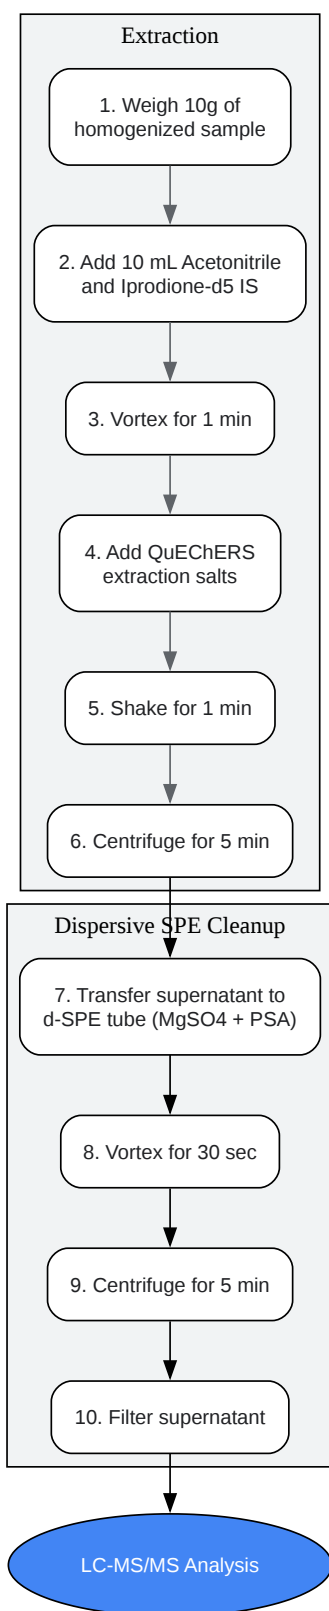 Extraction
1. Weigh 10g of
homogenized sample
2. Add 10 mL Acetonitrile
and Iprodione-d5 IS
3. Vortex for 1 min
4. Add QuEChERS
extraction salts
5. Shake for 1 min
6. Centrifuge for 5 min
Dispersive SPE Cleanup
7. Transfer supernatant to
d-SPE tube (MgSO4 + PSA)
8. Vortex for 30 sec
9. Centrifuge for 5 min
10. Filter supernatant
LC-MS/MS Analysis